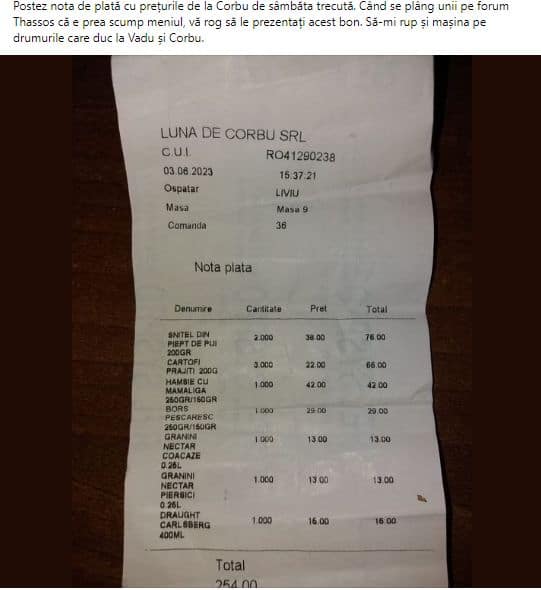 Postez nota de plată cu prețurile de la Corbu de sâmbăta trecută. Când se plâng unii pe forum
Thassos că e prea scump meniul, vă rog să le prezentați acest bon. Să-mi rup și mașina pe
drumurile care duc la Vadu și Corbu.
LUNA DE CORBU SRL
C.U.I. RO41290238
03.06.2023 15:37:21
Ospatar LIVIU
Masa Masa 9
Comanda 36
Nota plata
Denumire Cantitate Pret Total
SNITEL DIN 2.000 38.00 76.00
PIEPT DE PUI
200GR
CARTOFI 3.000 22.00 66.00
PRAJITI 200G
HAMSIE CU 1.000 42.00 42.00
MAMALIGA
250GR/150GR
BORS 1.000 29.00 29.00
PESCARESC
250GR/150GR
GRANINI 1.000 13.00 13.00
NECTAR
COACAZE
0.25L
GRANINI 1.000 13.00 13.00
NECTAR
PIERSICI
0.25L
DRAUGHT 1.000 16.00 16.00
CARLSBERG
400ML
Total
254.00